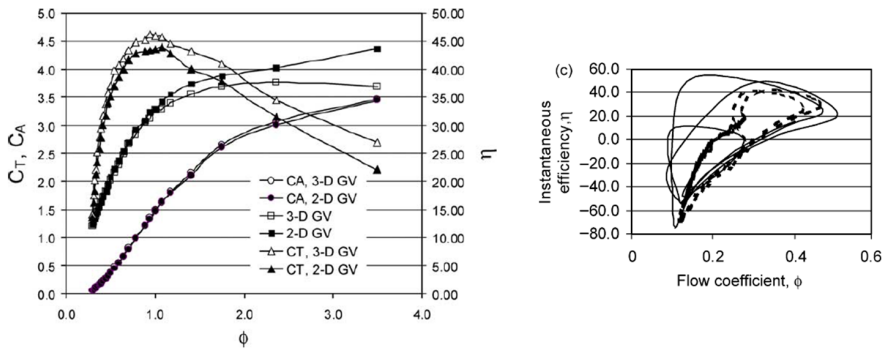 5.0
4.5
4.0
3.5
3.0
2.5
2.0
1.5
1.0
0.5
0.0
CT, CA
0.0 1.0 2.0 3.0 4.0
ϕ
50.00
45.00
40.00
35.00
30.00
25.00
20.00
15.00
10.00
5.00
0.00
η
CA, 3-D GV
CA, 2-D GV
3-D GV
2-D GV
CT, 3-D GV
CT, 2-D GV
(c)
60.0
40.0
20.0
0.0
−20.0
−40.0
−60.0
−80.0
Instantaneous
efficiency,η
0 0.2 0.4 0.6
Flow coefficient, ϕ